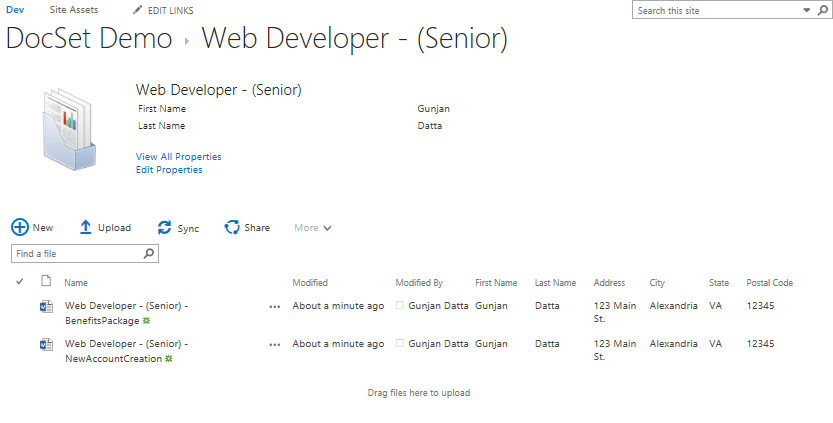 Dev Site Assets EDIT LINKS Search this site
DocSet Demo Web Developer - (Senior)
Web Developer - (Senior)
First Name Gunjan
Last Name Datta
View All Properties
Edit Properties
New Upload Sync Share More
Find a file
Name Modified Modified By First Name Last Name Address City State Postal Code
Web Developer - (Senior) - ... About a minute ago Gunjan Datta Gunjan Datta 123 Main Alexandria VA 12345
BenefitsPackage St.
Web Developer - (Senior) - ... About a minute ago Gunjan Datta Gunjan Datta 123 Main Alexandria VA 12345
NewAccountCreation St.
Drag files here to upload